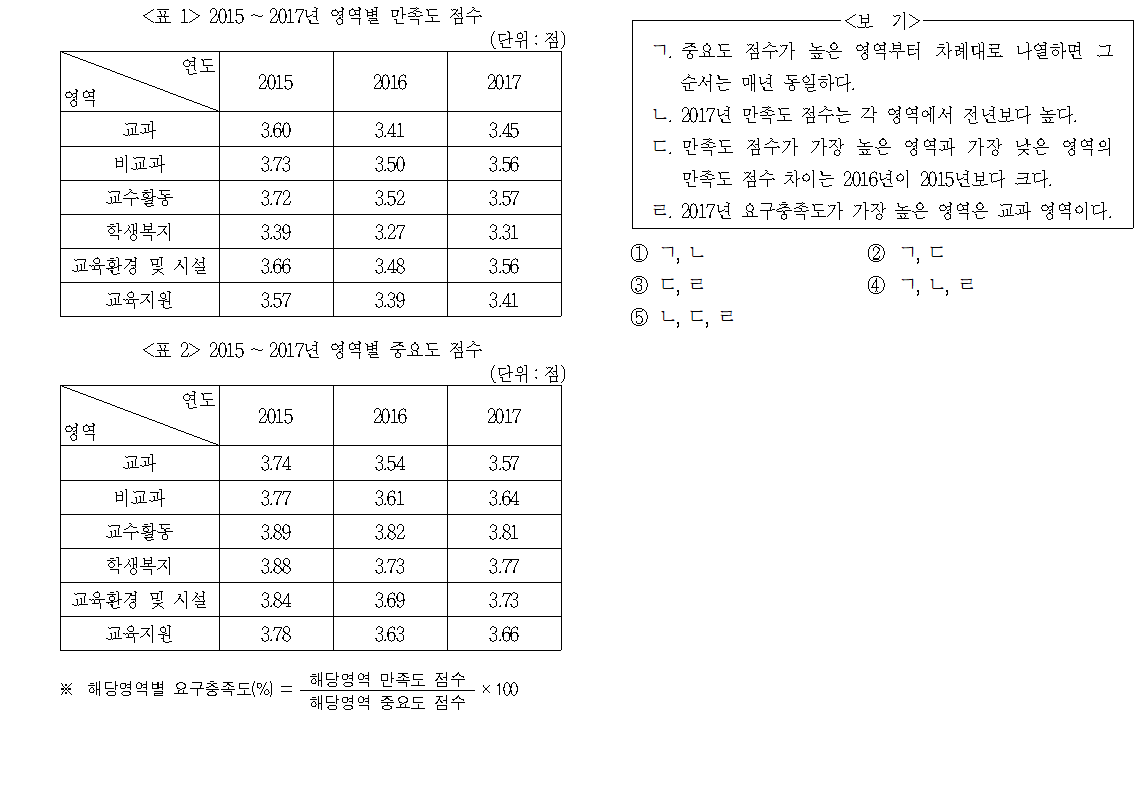 <표 1> 2015 ~ 2017년 영역별 만족도 점수
(단위 : 점)
연도
영역
2015 2016 2017
교과 3.60 3.41 3.45
비교과 3.73 3.50 3.56
교수활동 3.72 3.52 3.57
학생복지 3.39 3.27 3.31
교육환경 및 시설 3.66 3.48 3.56
교육지원 3.57 3.39 3.41
<표 2> 2015 ~ 2017년 영역별 중요도 점수
(단위 : 점)
연도
영역
2015 2016 2017
교과 3.74 3.54 3.57
비교과 3.77 3.61 3.64
교수활동 3.89 3.82 3.81
학생복지 3.88 3.73 3.77
교육환경 및 시설 3.84 3.69 3.73
교육지원 3.78 3.63 3.66
※ 해당영역별 요구충족도(%) = 해당영역 만족도 점수 / 해당영역 중요도 점수 × 100
<보 기>
ㄱ. 중요도 점수가 높은 영역부터 차례대로 나열하면 그
순서는 매년 동일하다.
ㄴ. 2017년 만족도 점수는 각 영역에서 전년보다 높다.
ㄷ. 만족도 점수가 가장 높은 영역과 가장 낮은 영역의
만족도 점수 차이는 2016년이 2015년보다 크다.
ㄹ. 2017년 요구충족도가 가장 높은 영역은 교과 영역이다.
① ㄱ, ㄴ ② ㄱ, ㄷ
③ ㄷ, ㄹ ④ ㄱ, ㄴ, ㄹ
⑤ ㄴ, ㄷ, ㄹ